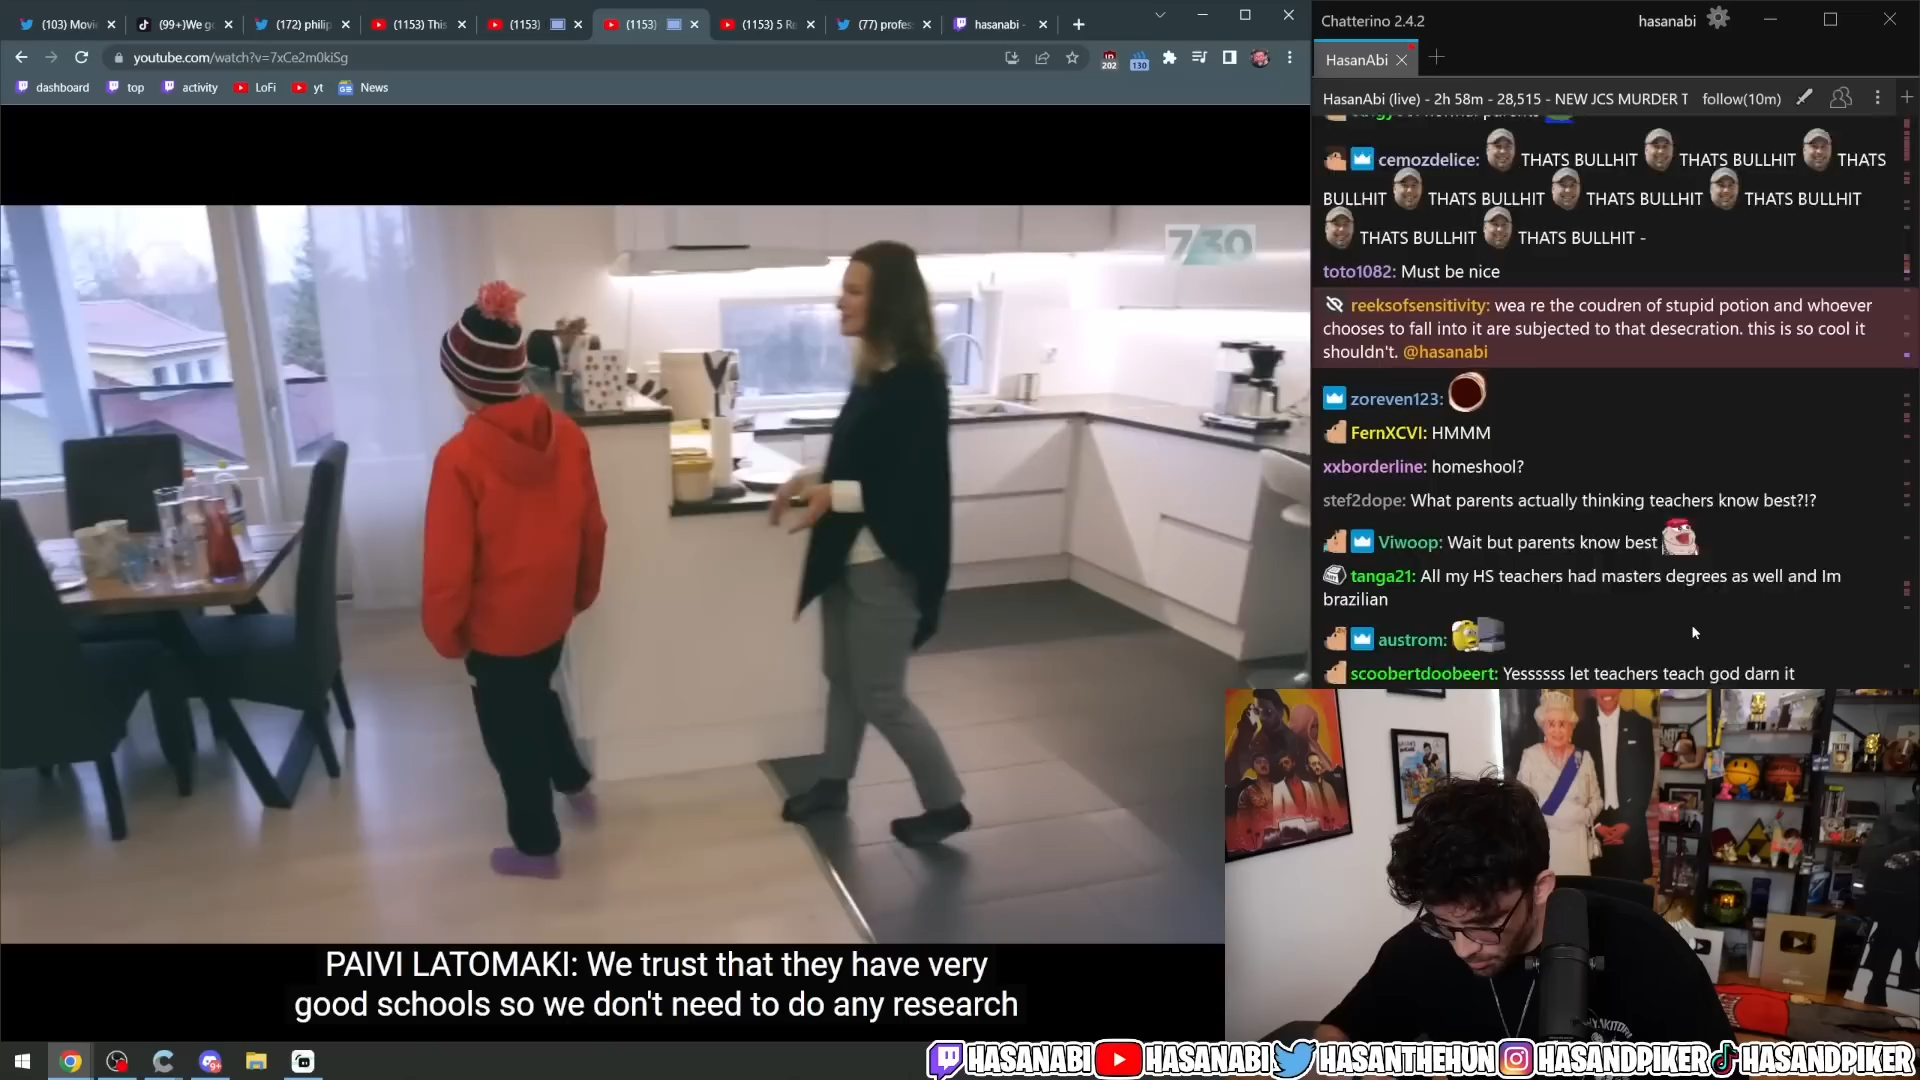 (103) Movi
(99+)We g
(172) philip
(1153) This
(1153)
(1153)
(1153) 5 R
(77) profes
hasanabi -
youtube.com/watch?v=7xCe2m0kiSg
202
130
dashboard
top
activity
LoFi
yt
News
7.30
PAIVI LATOMAKI: We trust that they have very
good schools so we don't need to do any research
Chatterino 2.4.2
hasanabi
HasanAbi
HasanAbi (live) - 2h 58m - 28,515 - NEW JCS MURDER T
follow(10m)
cemozdelice: THATS BULLHIT THATS BULLHIT THATS
BULLHIT THATS BULLHIT THATS BULLHIT THATS BULLHIT
THATS BULLHIT THATS BULLHIT -
toto1082: Must be nice
reeksofsensitivity: wea re the coudren of stupid potion and whoever
chooses to fall into it are subjected to that desecration. this is so cool it
shouldn't. @hasanabi
zoreven123:
FernXCVI: HMMM
xxborderline: homeshool?
stef2dope: What parents actually thinking teachers know best?!?
Viwoop: Wait but parents know best
tanga21: All my HS teachers had masters degrees as well and Im
brazilian
austrom:
scoobertdoobeert: Yesssssss let teachers teach god darn it
HASANABI HASANABI HASANTHEHUN HASANDPIKER HASANDPIKER